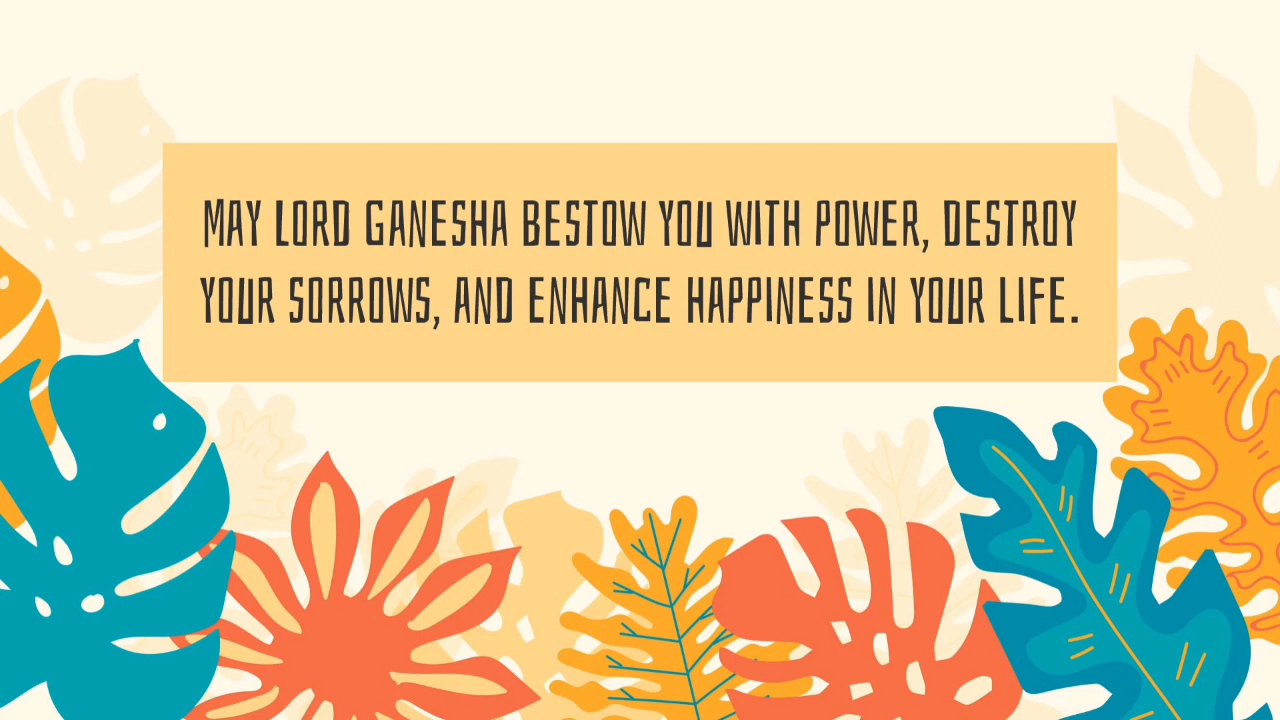 MAY LORD GANESHA BESTOW YOU WITH POWER, DESTROY
YOUR SORROWS, AND ENHANCE HAPPINESS IN YOUR LIFE.